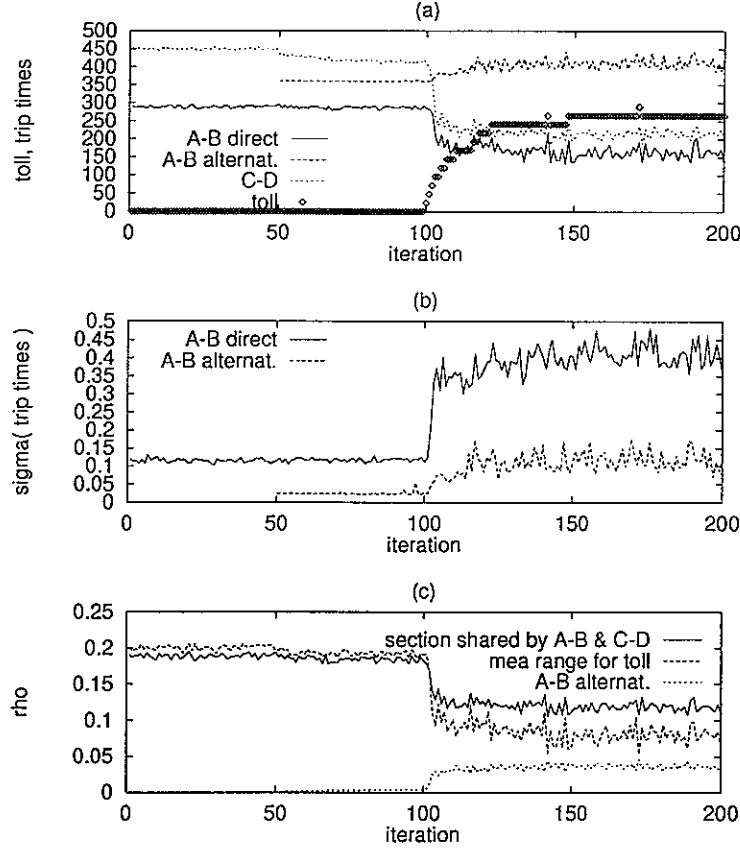 (a)
500
450
400
350
300
250
200
150
100
50
0
toll, trip times
A-B direct
A-B alternat.
C-D
toll
0
50
100
150
200
iteration
(b)
0.5
0.45
0.4
0.35
0.3
0.25
0.2
0.15
0.1
0.05
0
sigma( trip times )
A-B direct
A-B alternat.
0
50
100
150
200
iteration
(c)
0.25
0.2
0.15
0.1
0.05
0
rho
section shared by A-B & C-D
mea range for toll
A-B alternat.
0
50
100
150
200
iteration